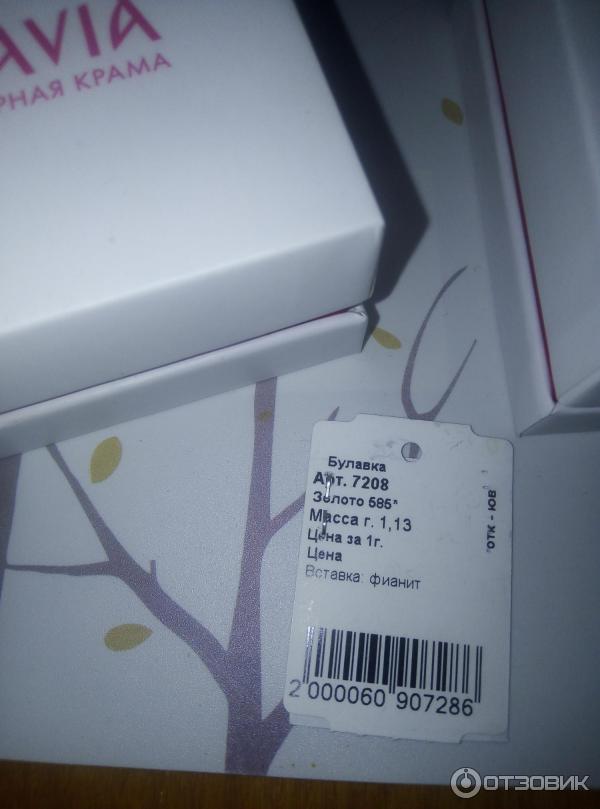 AVIA
РНАЯ КРАМА
Булавка
Арт. 7208
Золото 585*
Масса г. 1,13
Цена за 1г.
Цена
Вставка: фианит
отк - юв
2 000060 907286
ОТЗОВИК